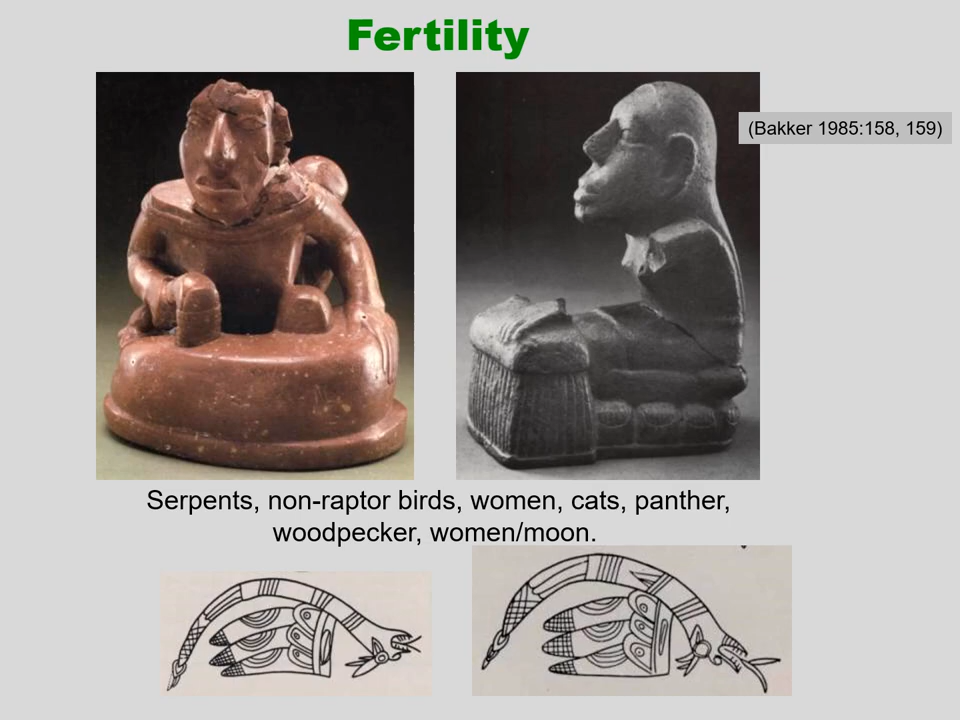 Fertility
(Bakker 1985:158, 159)
Serpents, non-raptor birds, women, cats, panther,
woodpecker, women/moon.